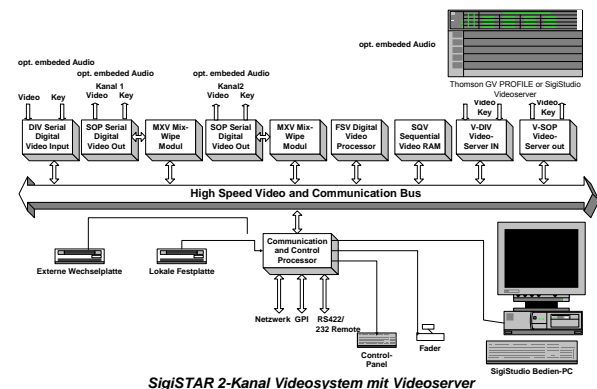 opt. embeded Audio
opt. embeded Audio
opt. embeded Audio
opt. embeded Audio
Thomson GV PROFILE or SigiStudio
Videoserver
Kanal 1
Kanal2
Video Key
Video Key
Video Key
Video
Key
Video
Key
DIV Serial
Digital
Video Input
SOP Serial
Digital
Video Out
MXV Mix-
Wipe
Modul
SOP Serial
Digital
Video Out
MXV Mix-
Wipe
Modul
FSV Digital
Video
Processor
SQV
Sequential
Video RAM
V-DIV
Video-
Server IN
V-SOP
Video-
Server out
High Speed Video and Communication Bus
Externe Wechselplatte
Lokale Festplatte
Communication
and Control
Processor
Netzwerk GPI RS422/
232 Remote
Control-
Panel
Fader
SigiStudio Bedien-PC
SigiSTAR 2-Kanal Videosystem mit Videoserver